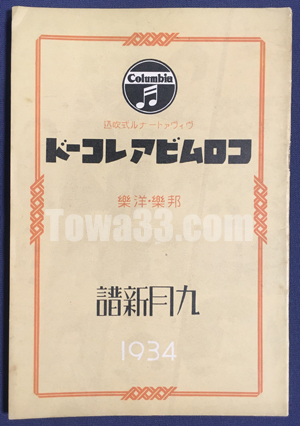 Columbia
ヴィヴァトーナル式吹込
コロムビアレコード
邦樂・洋樂
Towa33.com
九月新譜
1934